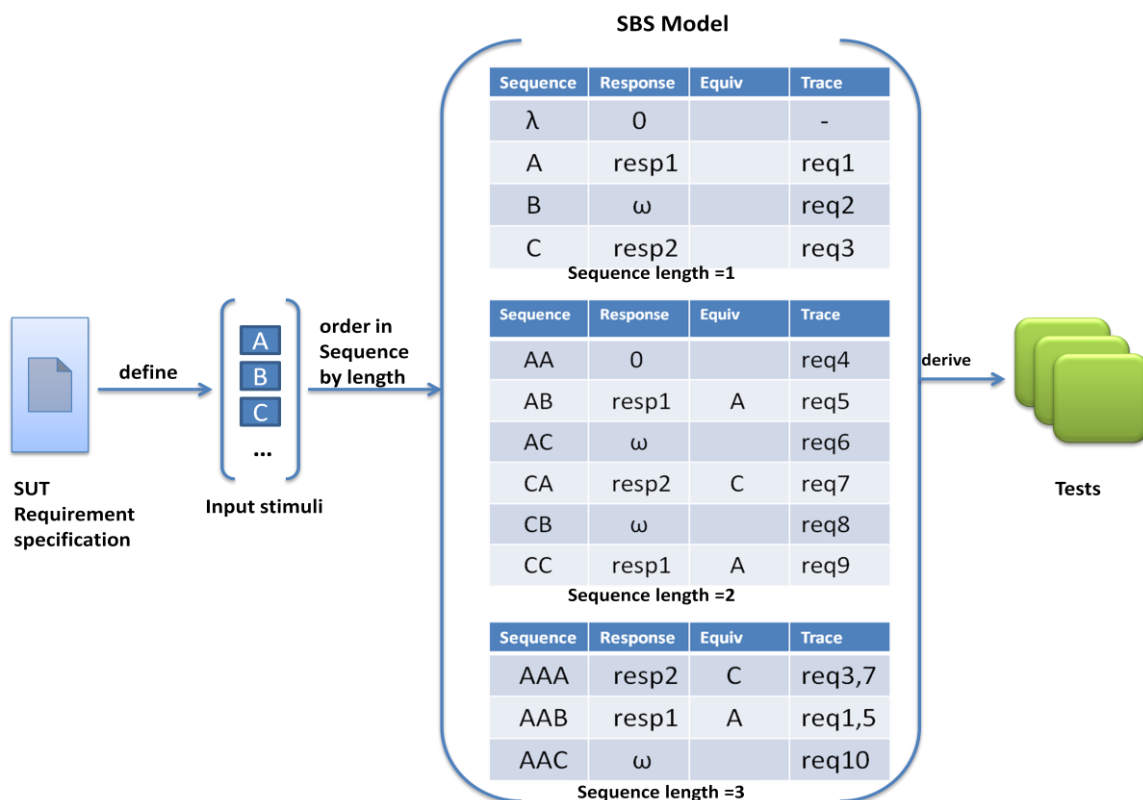 SBS Model
Sequence Response Equiv Trace
λ 0 -
A resp1 req1
B ω req2
C resp2 req3
Sequence length =1
Sequence Response Equiv Trace
AA 0 req4
AB resp1 A req5
AC ω req6
CA resp2 C req7
CB ω req8
CC resp1 A req9
Sequence length =2
Sequence Response Equiv Trace
AAA resp2 C req3,7
AAB resp1 A req1,5
AAC ω req10
Sequence length =3
SUT
Requirement
specification
define
A
B
C
...
Input stimuli
order in
Sequence
by length
derive
Tests